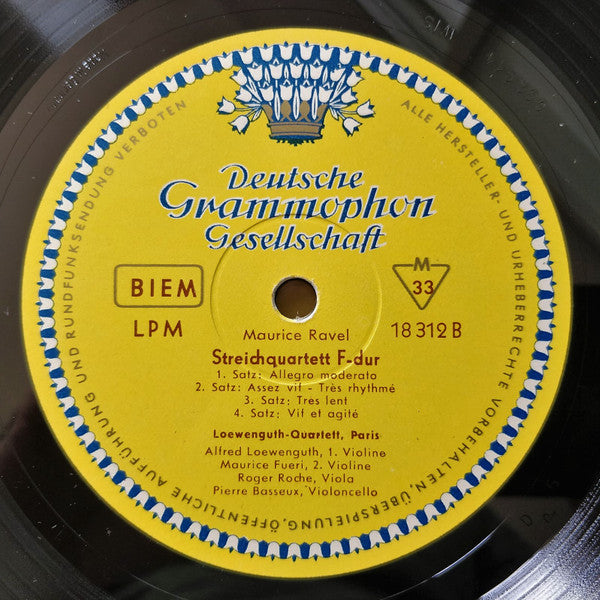 Deutsche
Grammophon
Gesellschaft
BIEM
M
33
LPM
18 312 B
Maurice Ravel
Streichquartett F-dur
1. Satz: Allegro moderato
2. Satz: Assez vif - Très rhythmé
3. Satz: Tres lent
4. Satz: Vif et agité
Loewenguth-Quartett, Paris
Alfred Loewenguth, 1. Violine
Maurice Fueri, 2. Violine
Roger Roche, Viola
Pierre Basseux, Violoncello
ALLE HERSTELLER- UND URHEBERRECHTE VORBEHALTEN, ÜBERSPIELUNG, ÖFFENTLICHE AUFFÜHRUNG UND RUNDFUNKSENDUNG VERBOTEN